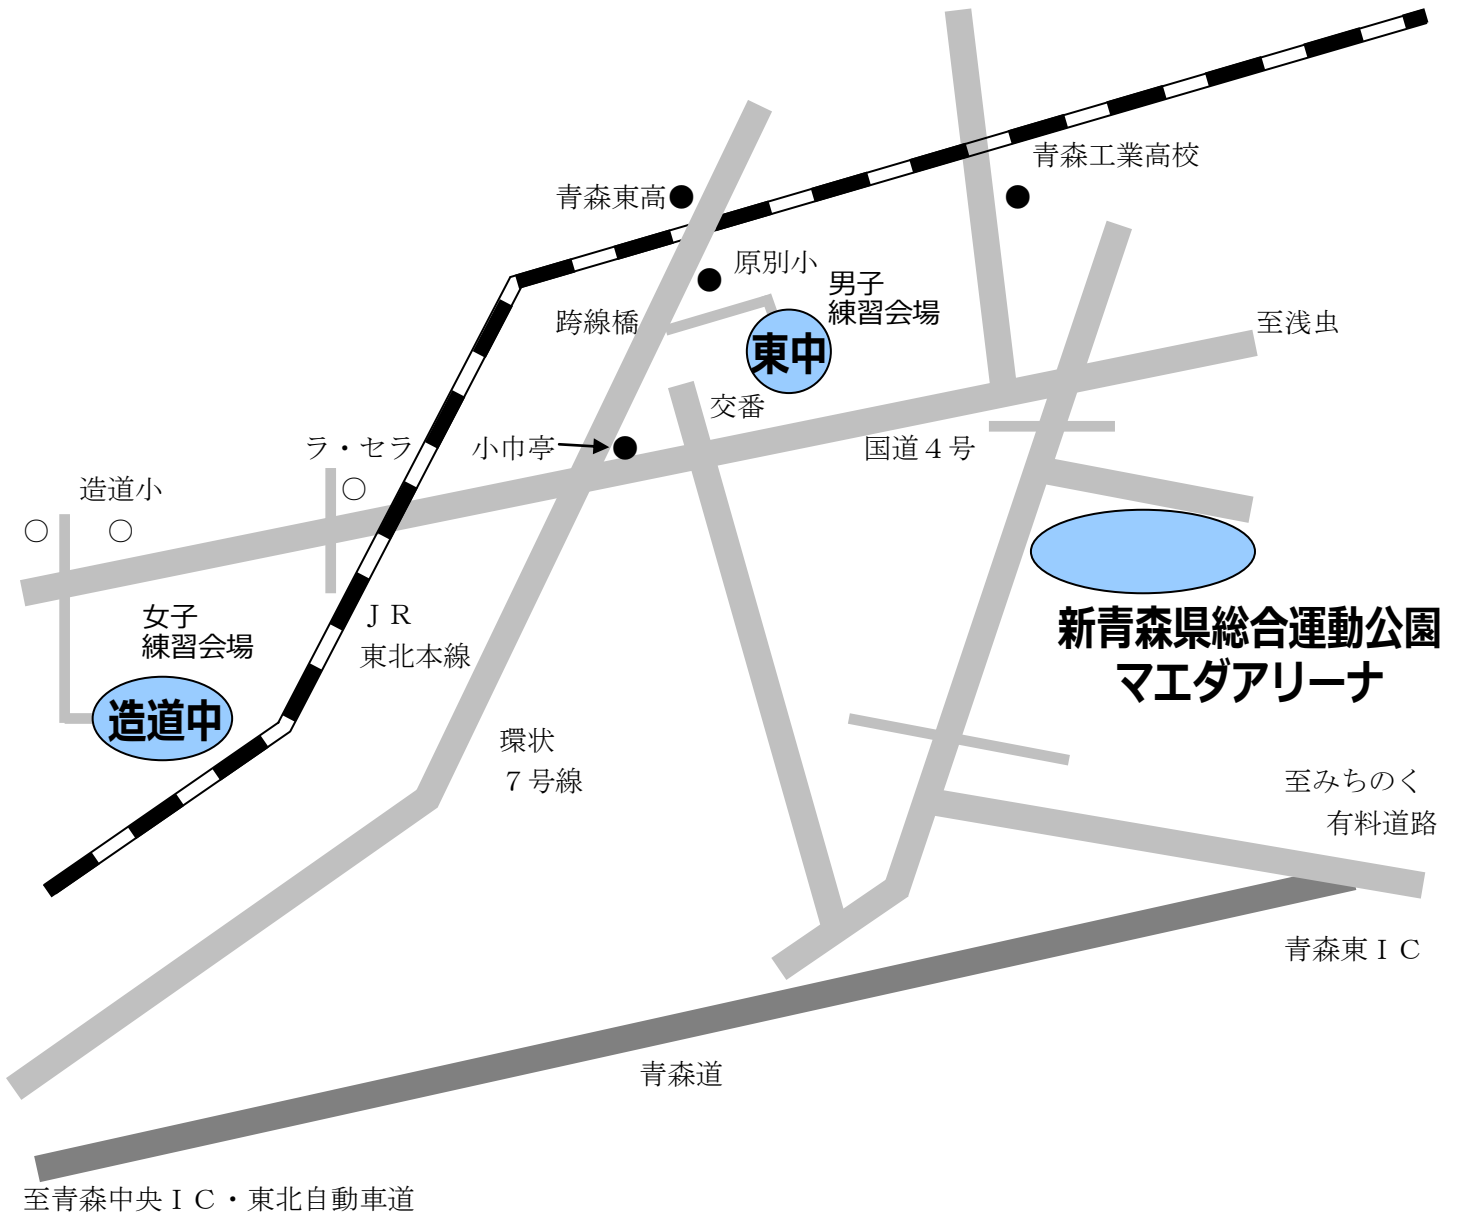 青森工業高校
青森東高
原別小
男子
練習会場
跨線橋
至浅虫
東中
交番
ラ・セラ
小巾亭
国道４号
造道小
女子
練習会場
ＪＲ
東北本線
新青森県総合運動公園
マエダアリーナ
造道中
環状
７号線
至みちのく
有料道路
青森東ＩＣ
青森道
至青森中央ＩＣ・東北自動車道